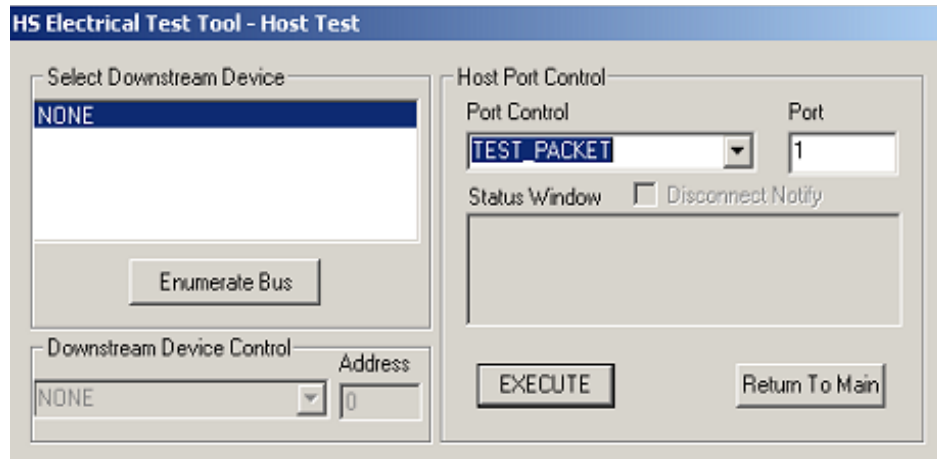 HS Electrical Test Tool - Host Test
Select Downstream Device
NONE
Enumerate Bus
Downstream Device Control
Address
NONE
0
Host Port Control
Port Control
Port
TEST_PACKET
1
Status Window
Disconnect Notify
EXECUTE
Return To Main